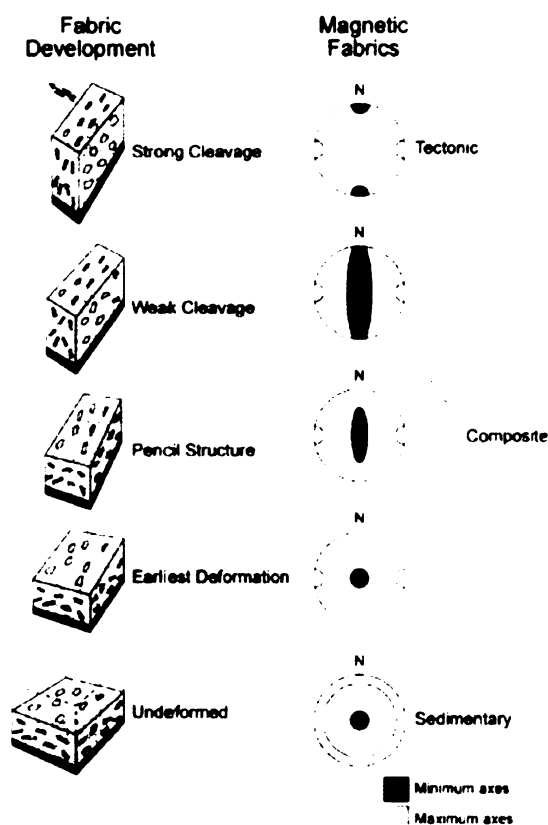 Fabric
Development
Magnetic
Fabrics
N
Strong Cleavage
Tectonic
N
Weak Cleavage
N
Pencil Structure
Composite
N
Earliest Deformation
N
Undeformed
Sedimentary
Minimum axes
Maximum axes